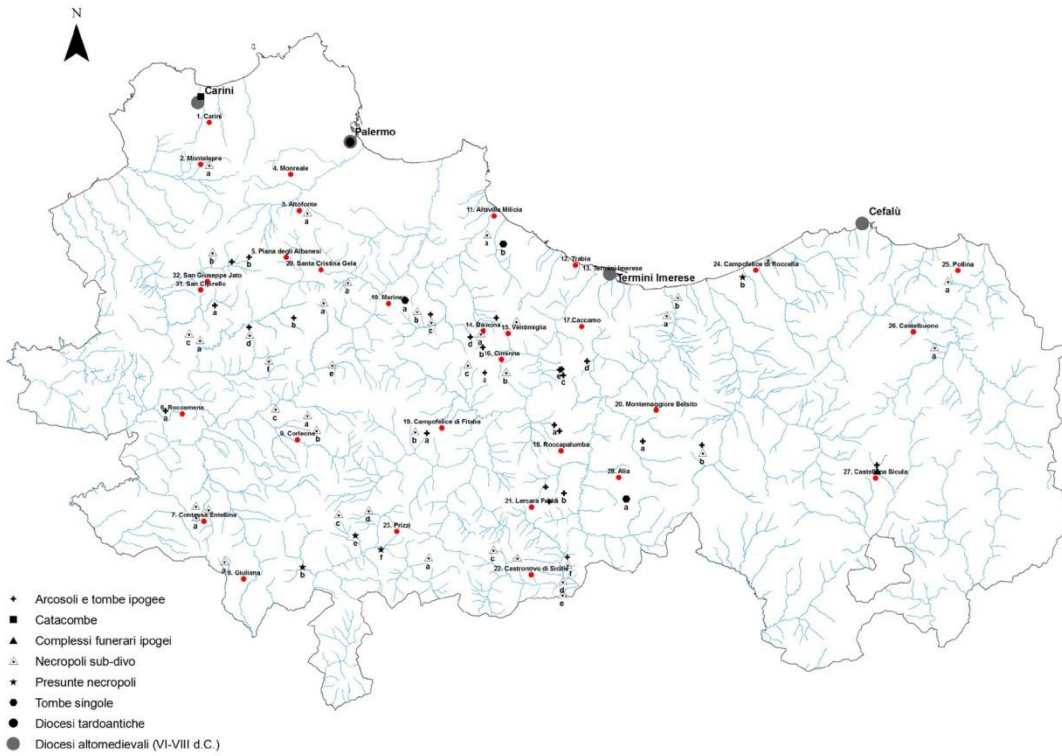 N
Carini
1. Carini
Palermo
2. Montelepre
a
4. Monreale
3. Altofonte
a
11. Altavilla Milicia
a
b
Cefalù
5. Piana degli Albanesi
b
b
29. Santa Cristina Gela
12. Trabia
13. Termini Imerese
Termini Imerese
24. Campofelice di Roccella
a
b
25. Pollina
a
32. San Giuseppe Jato
31. San Cipirello
a
a
10. Marineo
a
b
c
b
a
17.Caccamo
14. Baucina
15. Ventimiglia
a
d
b
26. Castelbuono
a
c
a
d
b
f
e
16. Ciminna
c
a
b
e
c
d
6. Roccamena
a
c
a
b
9. Corleone
19. Campofelice di Fitalia
b
a
20. Montemaggiore Belsito
a
18. Roccapalumba
a
b
28. Alia
a
27. Castellana Sicula
21. Lercara Friddi
b
7. Contessa Entellina
a
c
d
e
f
23. Prizzi
a
8. Giuliana
a
b
c
22. Castronovo di Sicilia
f
d
e
Arcosoli e tombe ipogee
Catacombe
Complessi funerari ipogei
Necropoli sub-divo
Presunte necropoli
Tombe singole
Diocesi tardoantiche
Diocesi altomedievali (VI-VIII d.C.)